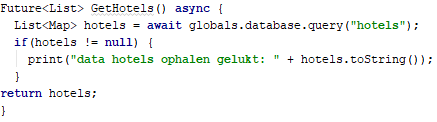 Future<List> GetHotels() async {
  List<Map> hotels = await globals.database.query("hotels");
  if(hotels != null) {
    print("data hotels ophalen gelukt: " + hotels.toString());
  }
return hotels;
}